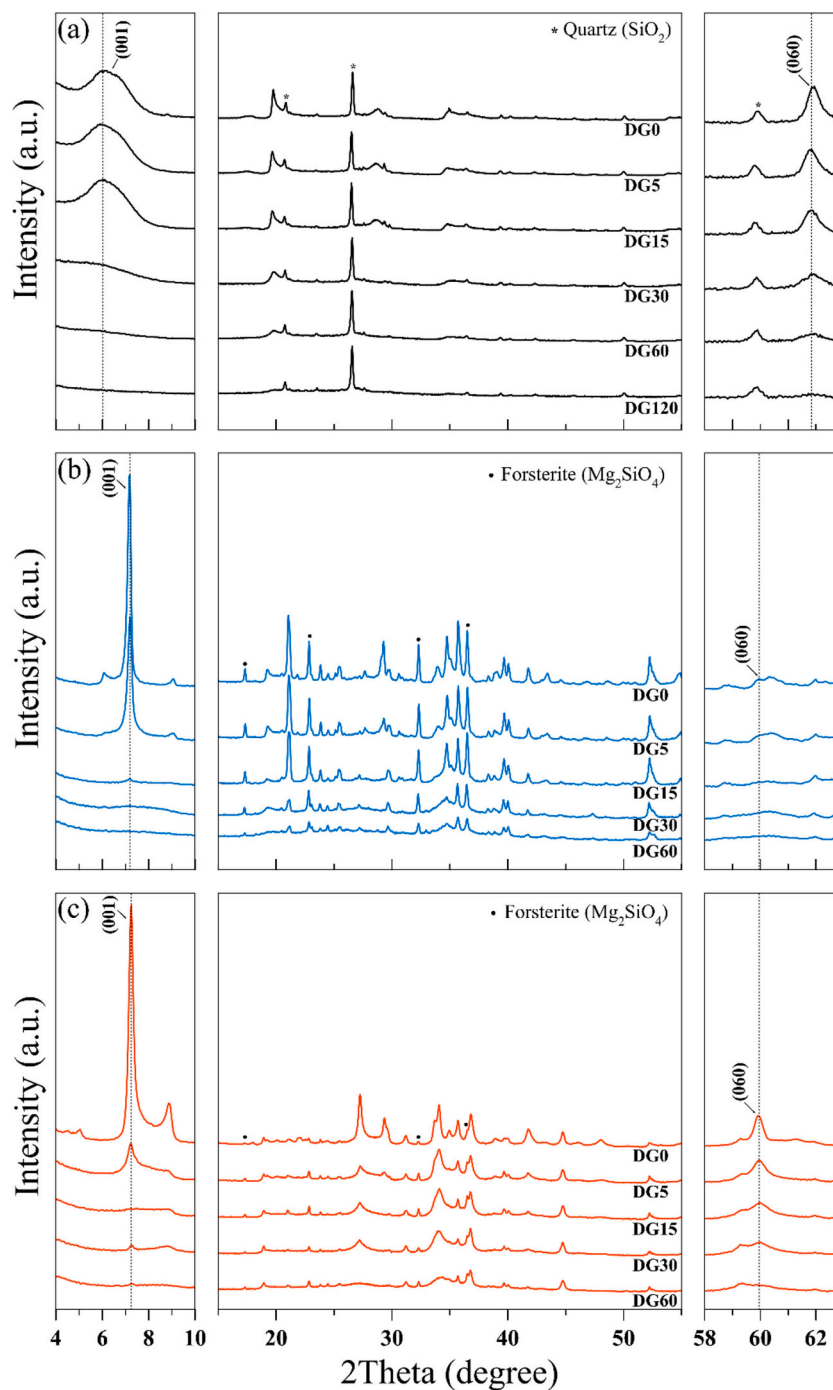 (a)
(001)
* Quartz (SiO₂)
(060)
*
*
*
DG0
DG5
DG15
DG30
DG60
DG120
Intensity (a.u.)
(b)
(001)
• Forsterite (Mg₂SiO₄)
(060)
DG0
DG5
DG15
DG30
DG60
Intensity (a.u.)
(c)
(001)
• Forsterite (Mg₂SiO₄)
(060)
DG0
DG5
DG15
DG30
DG60
Intensity (a.u.)
4 6 8 10 20 30 40 50 58 60 62
2Theta (degree)